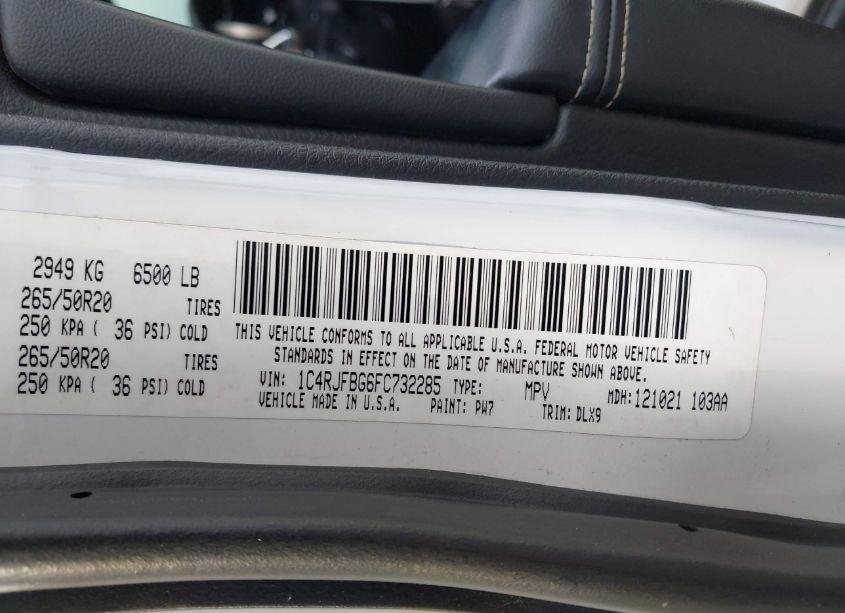 2949 KG 6500 LB
265/50R20 TIRES
250 KPA ( 36 PSI) COLD
265/50R20 TIRES
250 KPA ( 36 PSI) COLD
THIS VEHICLE CONFORMS TO ALL APPLICABLE U.S.A. FEDERAL MOTOR VEHICLE SAFETY
STANDARDS IN EFFECT ON THE DATE OF MANUFACTURE SHOWN ABOVE.
VIN: 1C4RJFBG6FC732285 TYPE: MPV MDH:121021 103AA
VEHICLE MADE IN U.S.A. PAINT: PW7 TRIM: DLX9